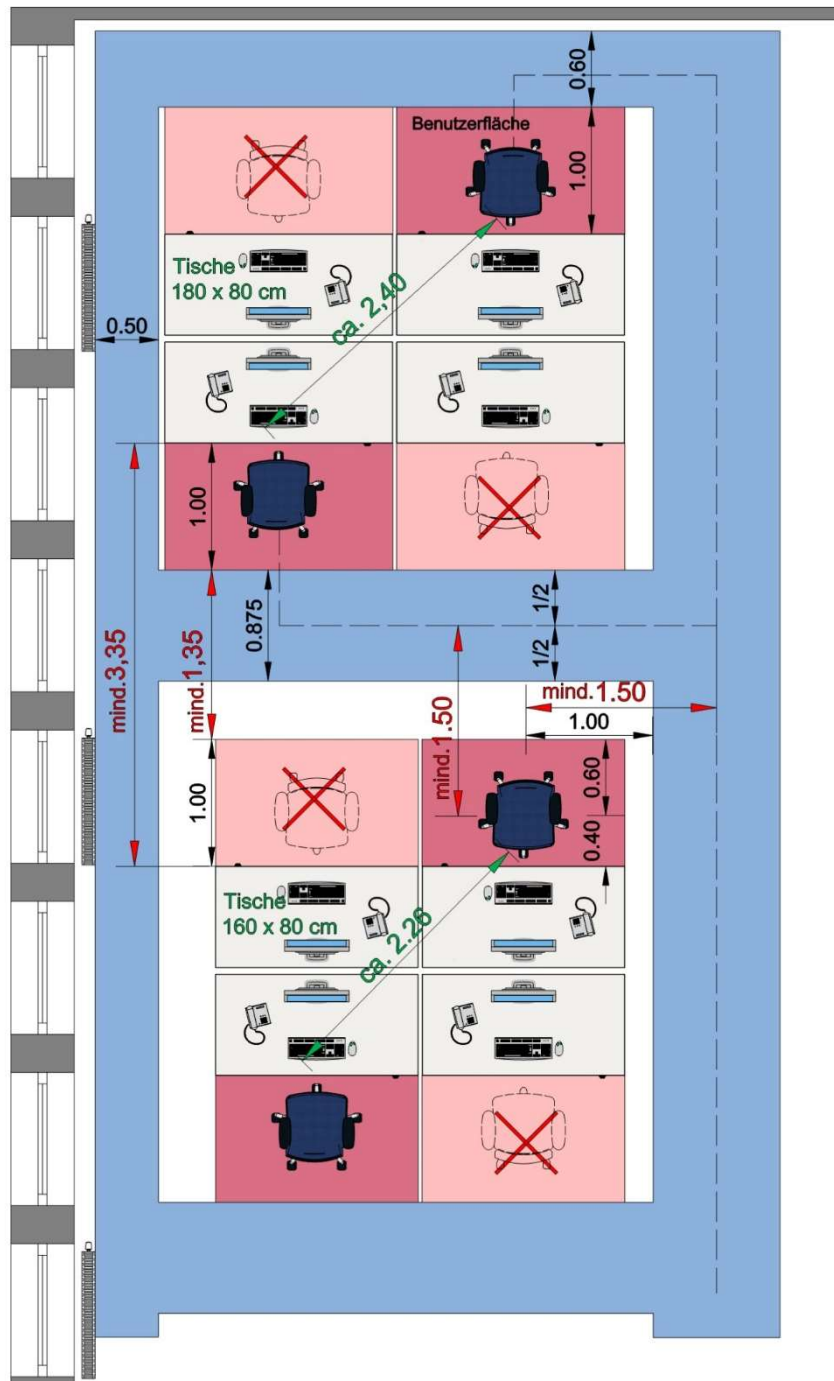 0.60
Benutzerfläche
1.00
Tische
180 x 80 cm
ca. 2,40
0.50
1.00
mind.3,35
mind.1,35
0.875
1/2
1/2
mind.1.50
mind.1.50
1.00
1.00
0.60
0.40
Tische
160 x 80 cm
ca. 2.26